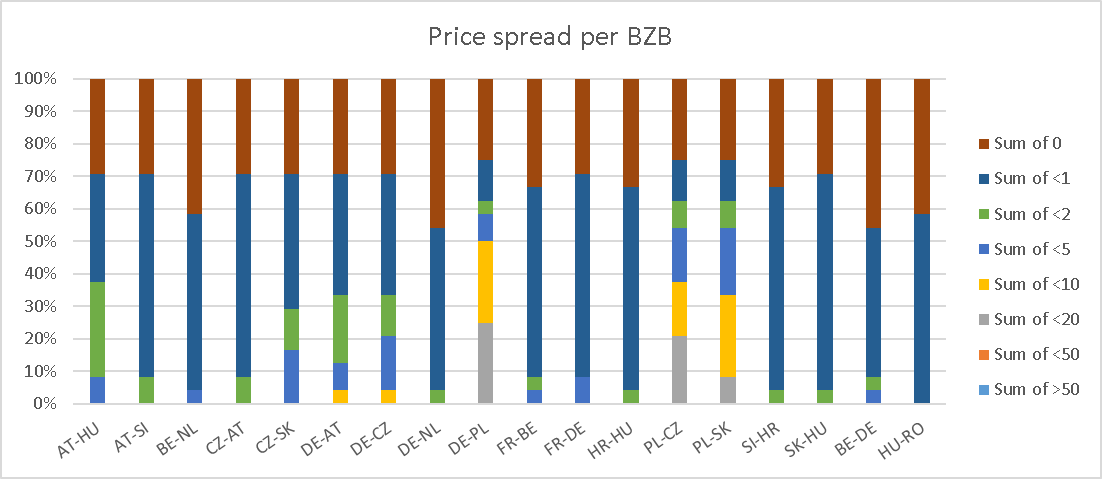 Price spread per BZB
100%
90%
80%
70%
60%
50%
40%
30%
20%
10%
0%
AT-HU
AT-SI
BE-NL
CZ-AT
CZ-SK
DE-AT
DE-CZ
DE-NL
DE-PL
FR-BE
FR-DE
HR-HU
PL-CZ
PL-SK
SI-HR
SK-HU
BE-DE
HU-RO
Sum of 0
Sum of <1
Sum of <2
Sum of <5
Sum of <10
Sum of <20
Sum of <50
Sum of >50